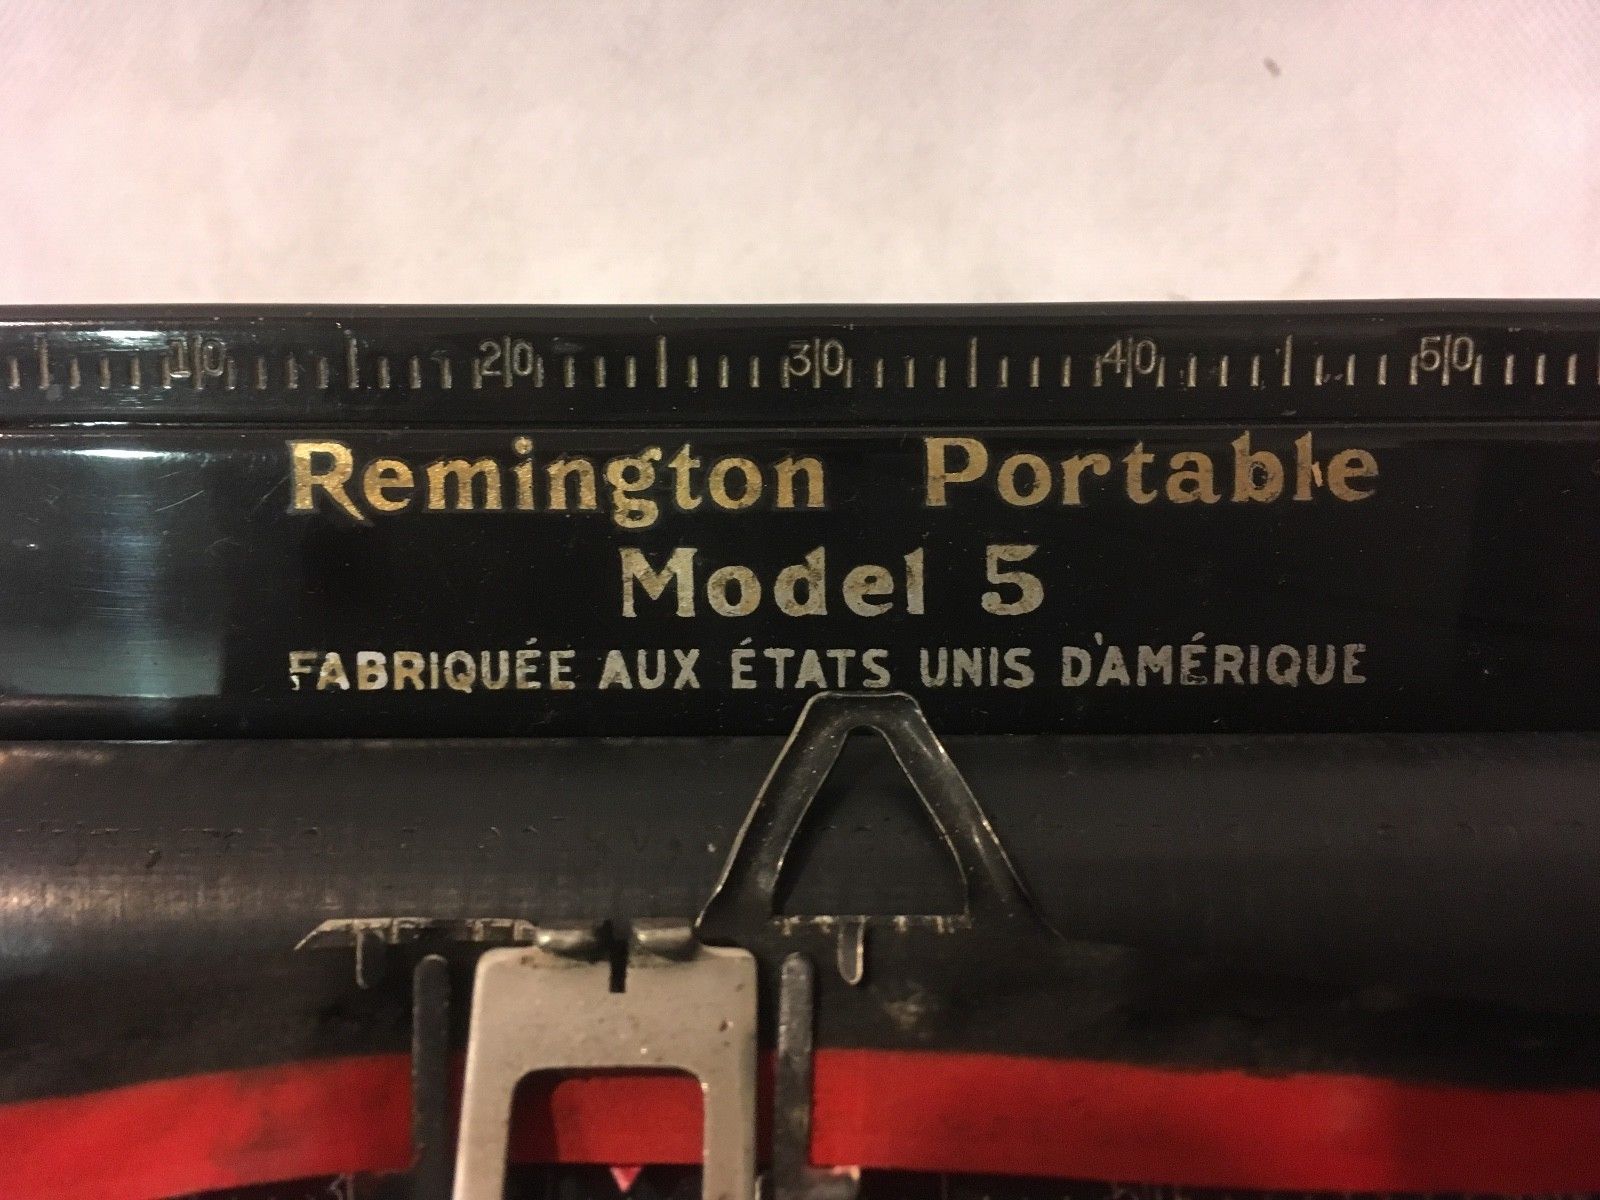 10 20 30 40 50
Remington Portable
Model 5
FABRIQUÉE AUX ÉTATS UNIS D'AMÉRIQUE